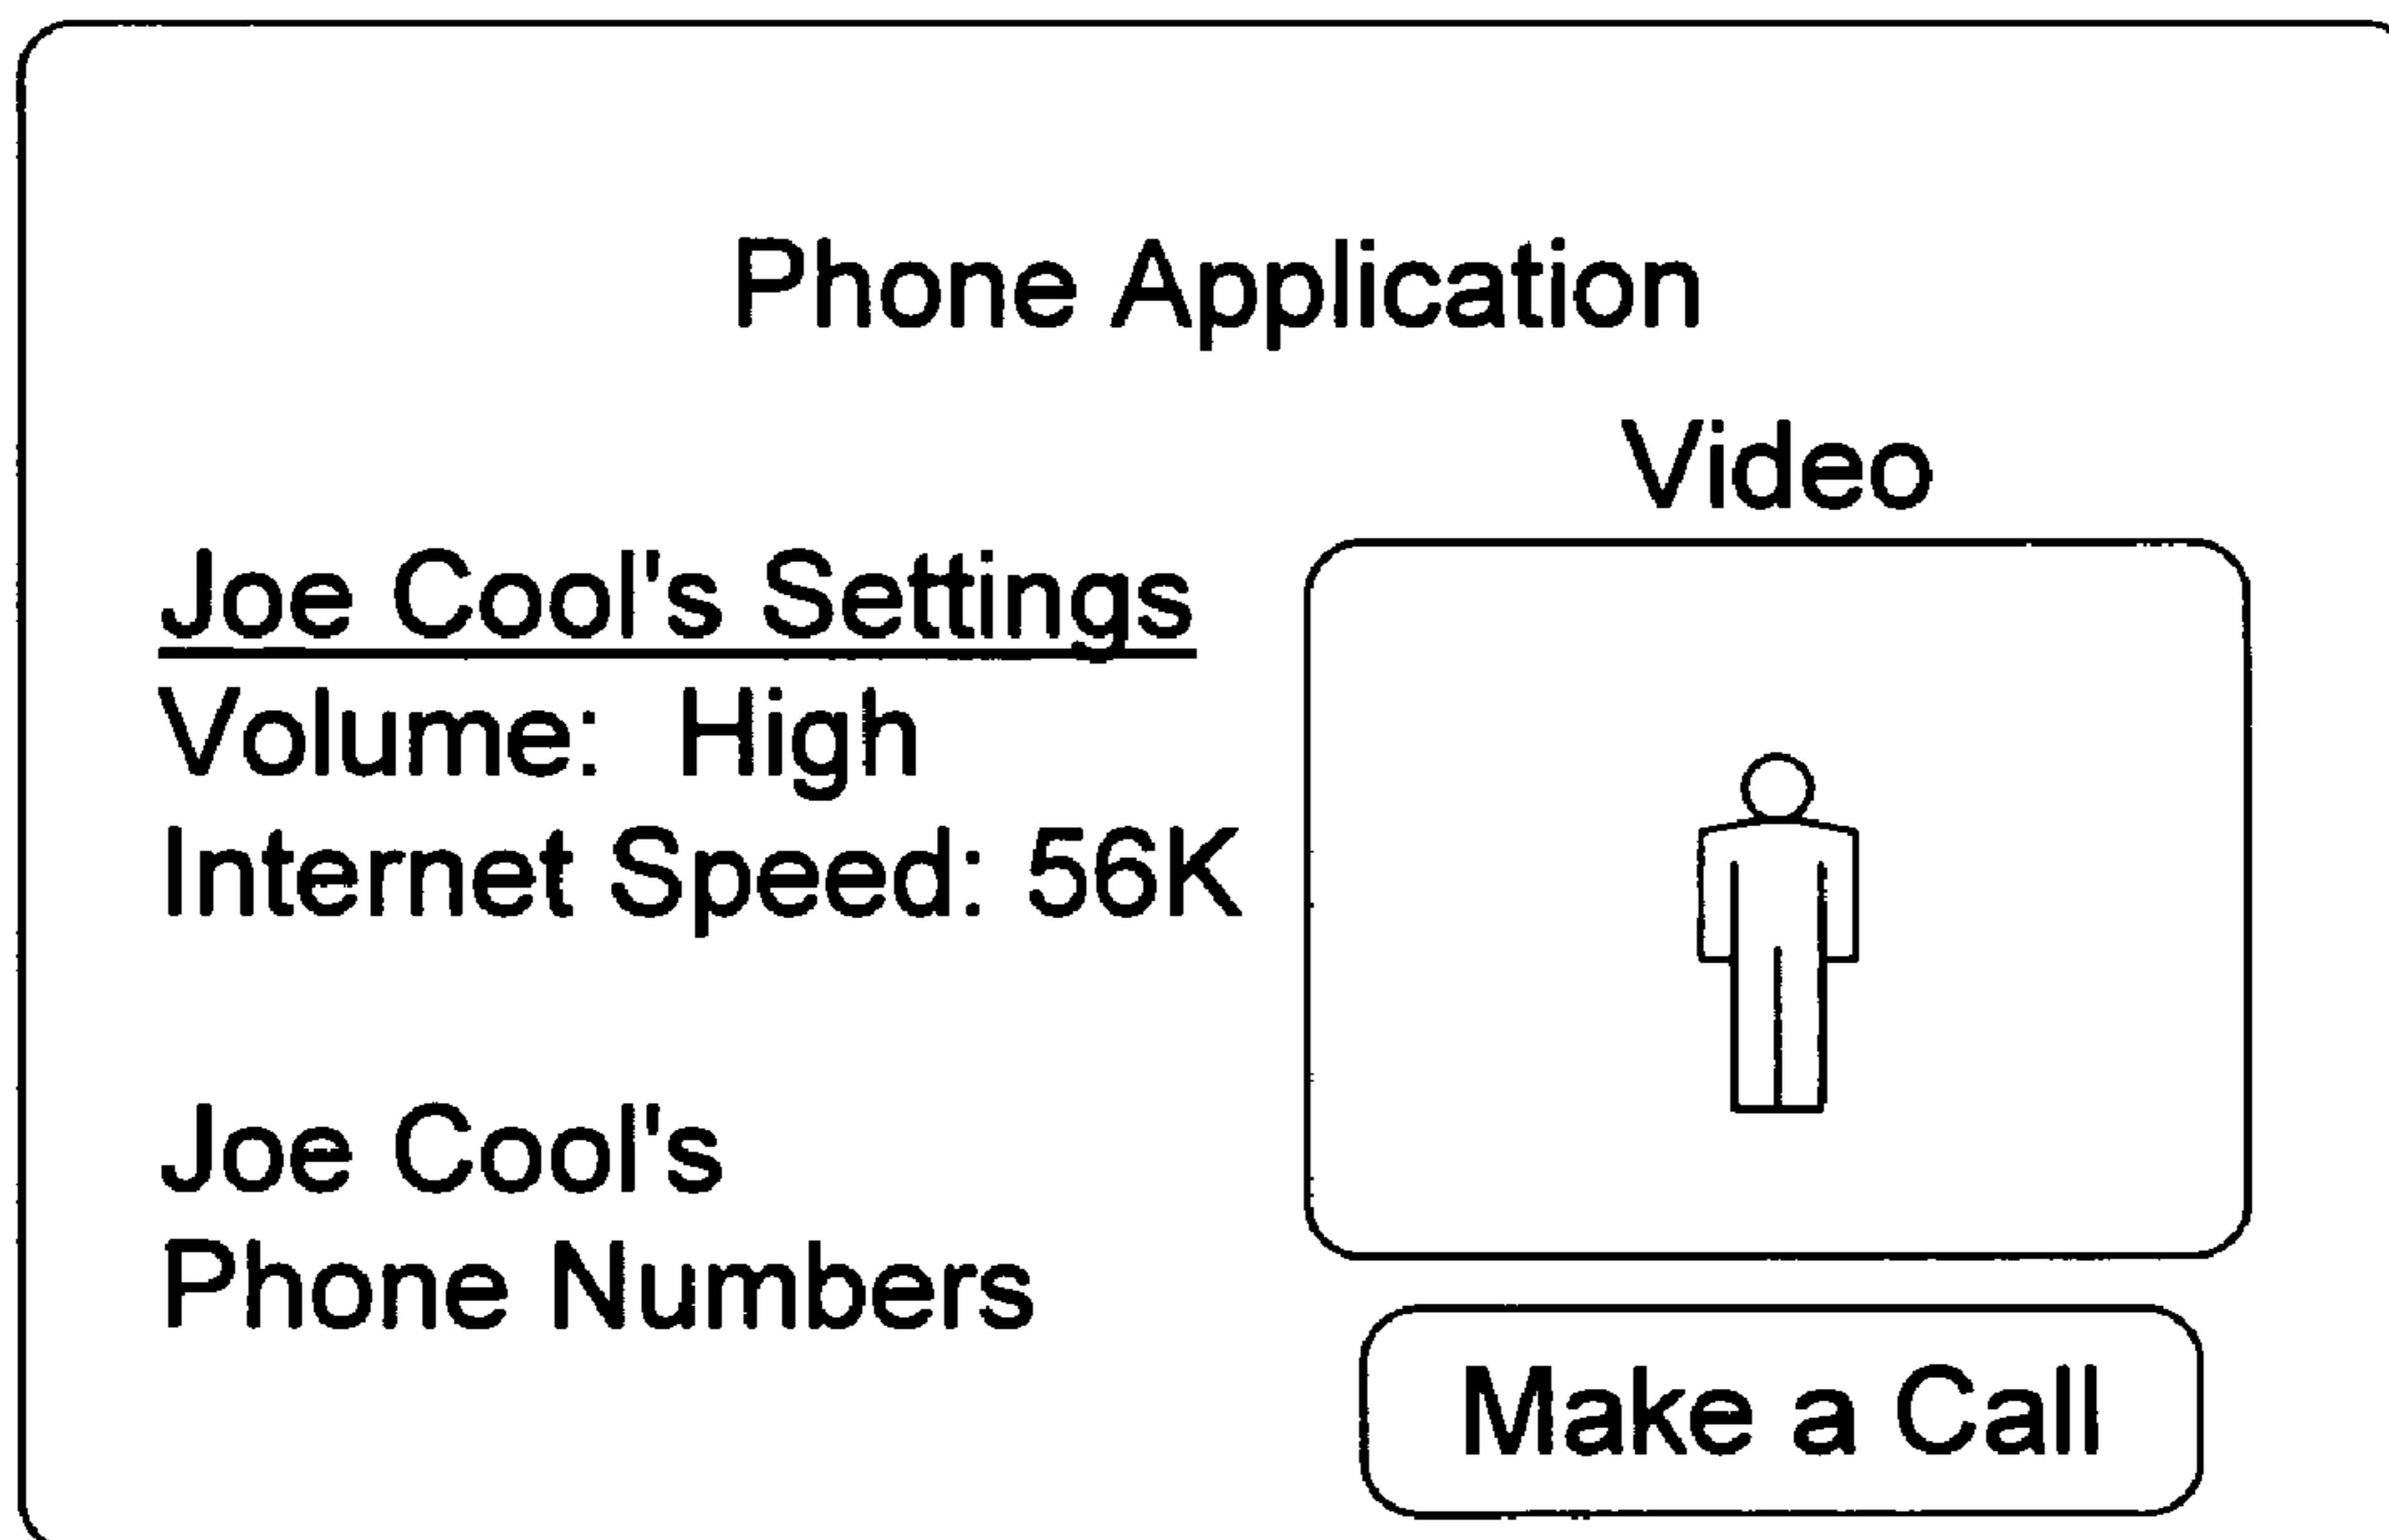 Phone Application
Video
Joe Cool's Settings
Volume: High
Internet Speed: 56K
Joe Cool's
Phone Numbers
Make a Call